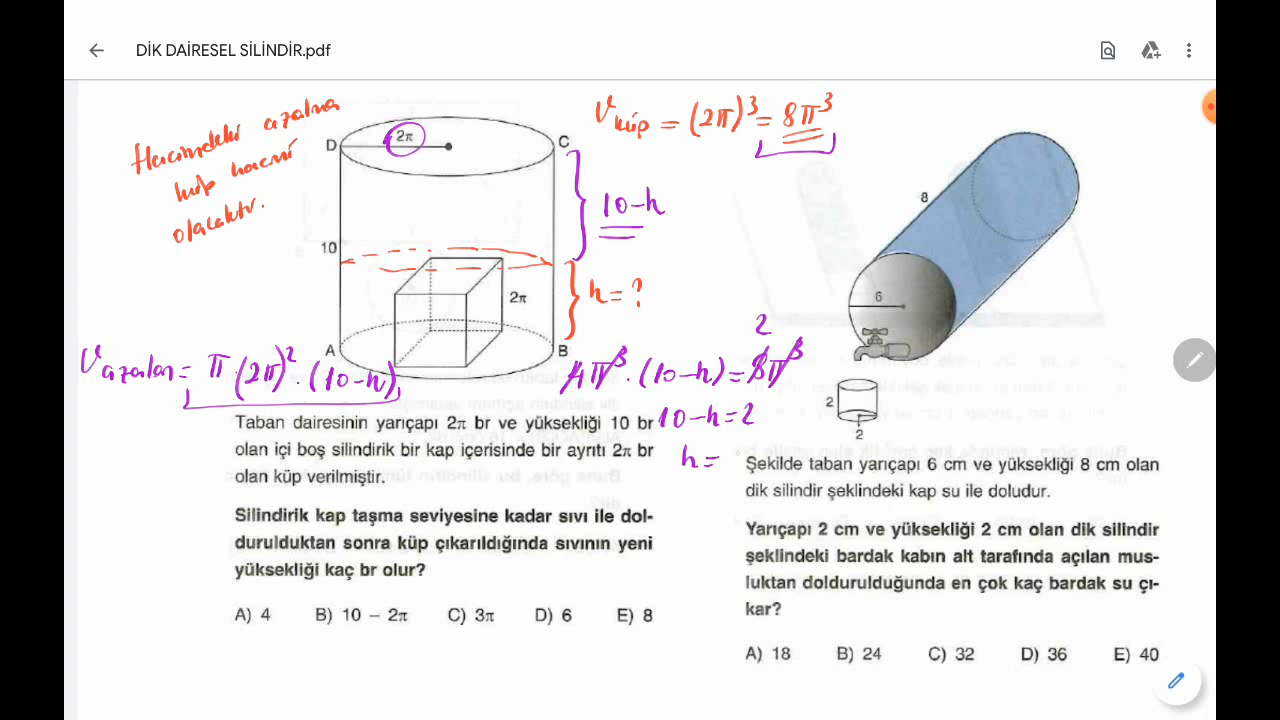 DİK DAİRESEL SİLİNDİR.pdf
Hacimdeki azalma
küp hacmi
olacaktır.
V küp = (2π)³ = 8π³
D
2π
C
10
10-h
h = ?
2π
A
B
V azalan = π.(2π)².(10-h)
4π³.(10-h) = 8π³
2
10-h = 2
h =
Taban dairesinin yarıçapı 2π br ve yüksekliği 10 br
olan içi boş silindirik bir kap içerisinde bir ayrıtı 2π br
olan küp verilmiştir.
Silindirik kap taşma seviyesine kadar sıvı ile dol-
durulduktan sonra küp çıkarıldığında sıvının yeni
yüksekliği kaç br olur?
A) 4 B) 10 – 2π C) 3π D) 6 E) 8
8
6
2
2
Şekilde taban yarıçapı 6 cm ve yüksekliği 8 cm olan
dik silindir şeklindeki kap su ile doludur.
Yarıçapı 2 cm ve yüksekliği 2 cm olan dik silindir
şeklindeki bardak kabın alt tarafında açılan mus-
luktan doldurulduğunda en çok kaç bardak su çı-
kar?
A) 18 B) 24 C) 32 D) 36 E) 40